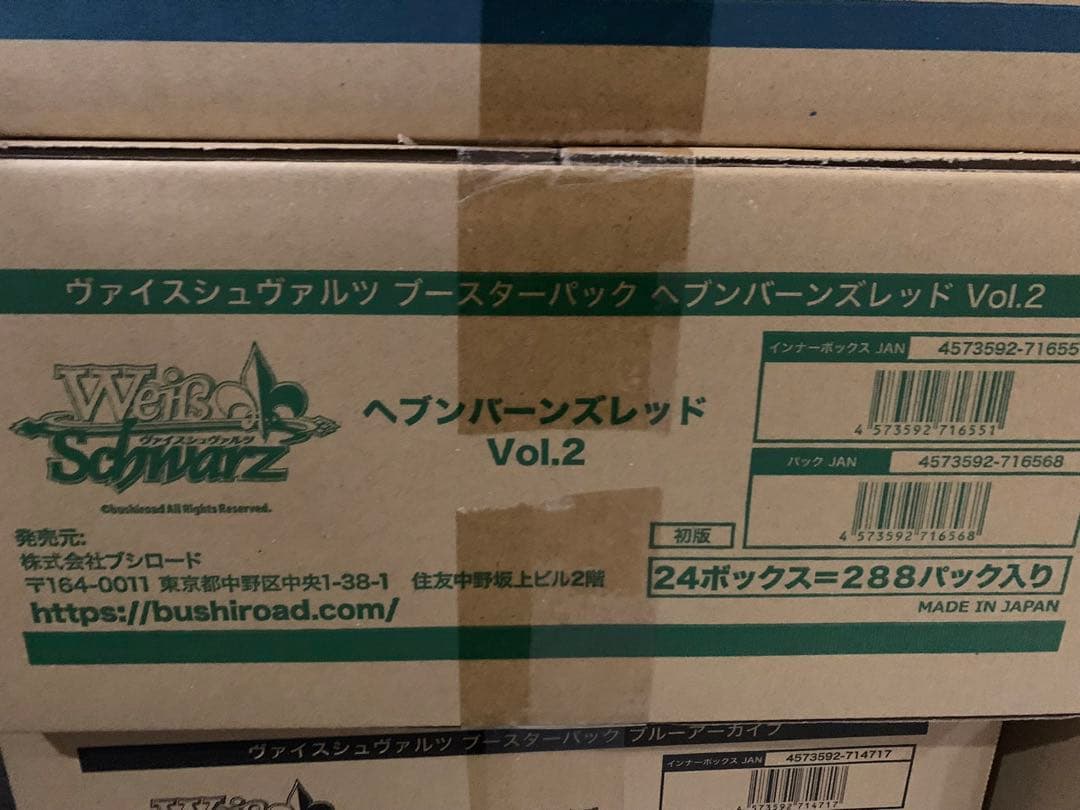 ヴァイスシュヴァルツ ブースターパック ヘブンバーンズレッド Vol.2
Weiß
ヴァイスシュヴァルツ
Schwarz
©bushiroad All Rights Reserved.
ヘブンバーンズレッド
Vol.2
インナーボックス JAN 4573592-71655
4 573592 716551
パック JAN 4573592-716568
4 573592 716568
発売元:
株式会社ブシロード
〒164-0011 東京都中野区中央1-38-1 住友中野坂上ビル2階
https://bushiroad.com/
初版
24ボックス=288パック入り
MADE IN JAPAN
ヴァイスシュヴァルツ ブースターパック ブルーアーカイブ
インナーボックス JAN 4573592-714717
4 573592 714717
Weiß